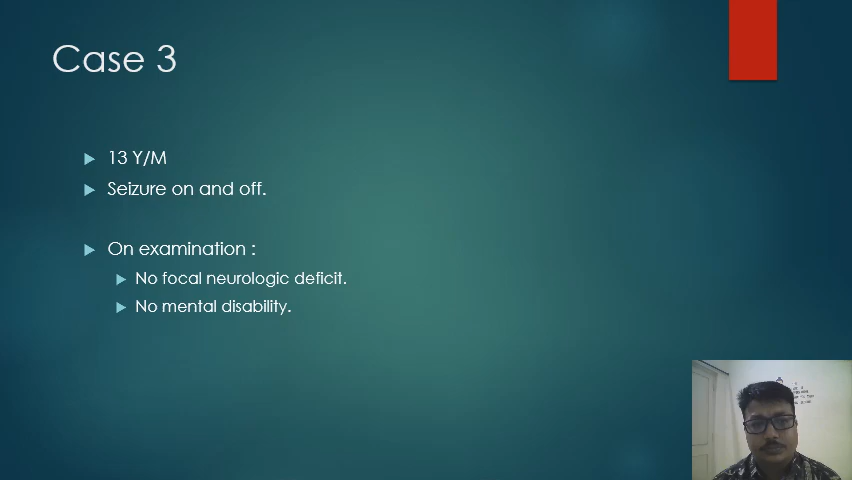 Case 3
13 Y/M
Seizure on and off.
On examination :
No focal neurologic deficit.
No mental disability.